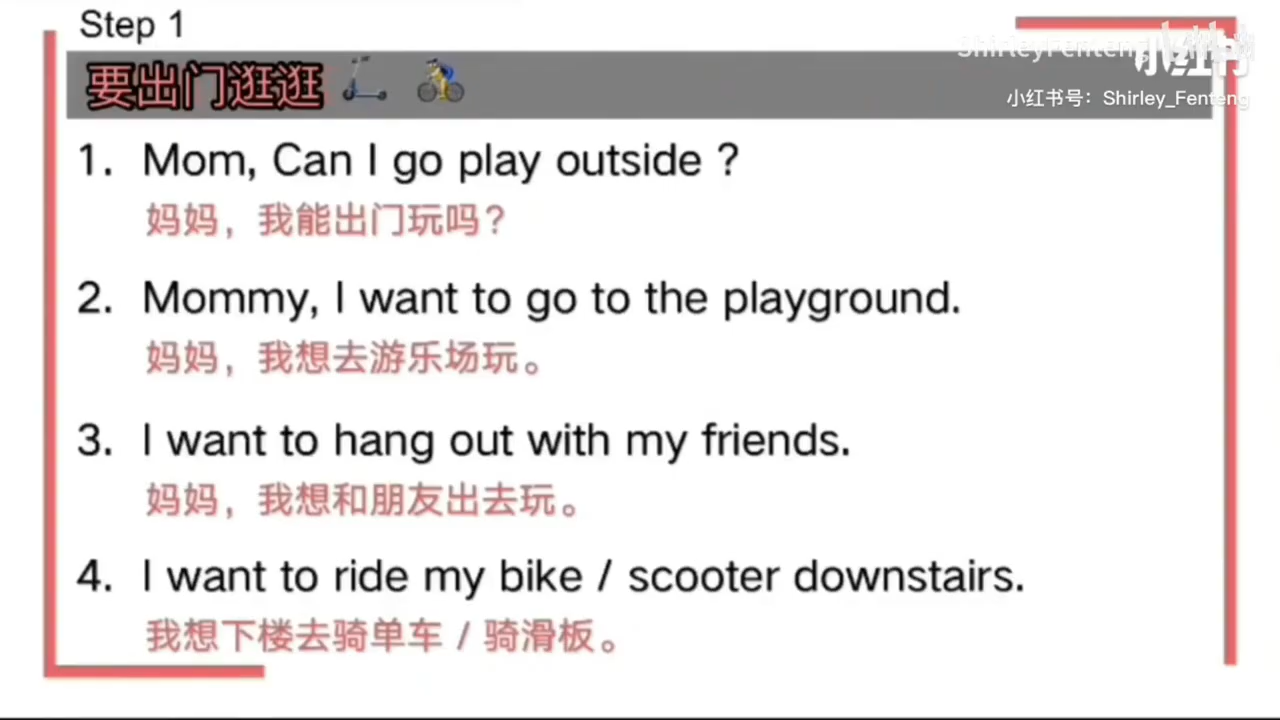 Step 1
要出门逛逛
小红书
小红书号：Shirley_Fenteng
1. Mom, Can I go play outside ?
妈妈，我能出门玩吗？
2. Mommy, I want to go to the playground.
妈妈，我想去游乐场玩。
3. I want to hang out with my friends.
妈妈，我想和朋友出去玩。
4. I want to ride my bike / scooter downstairs.
我想下楼去骑单车 / 骑滑板。